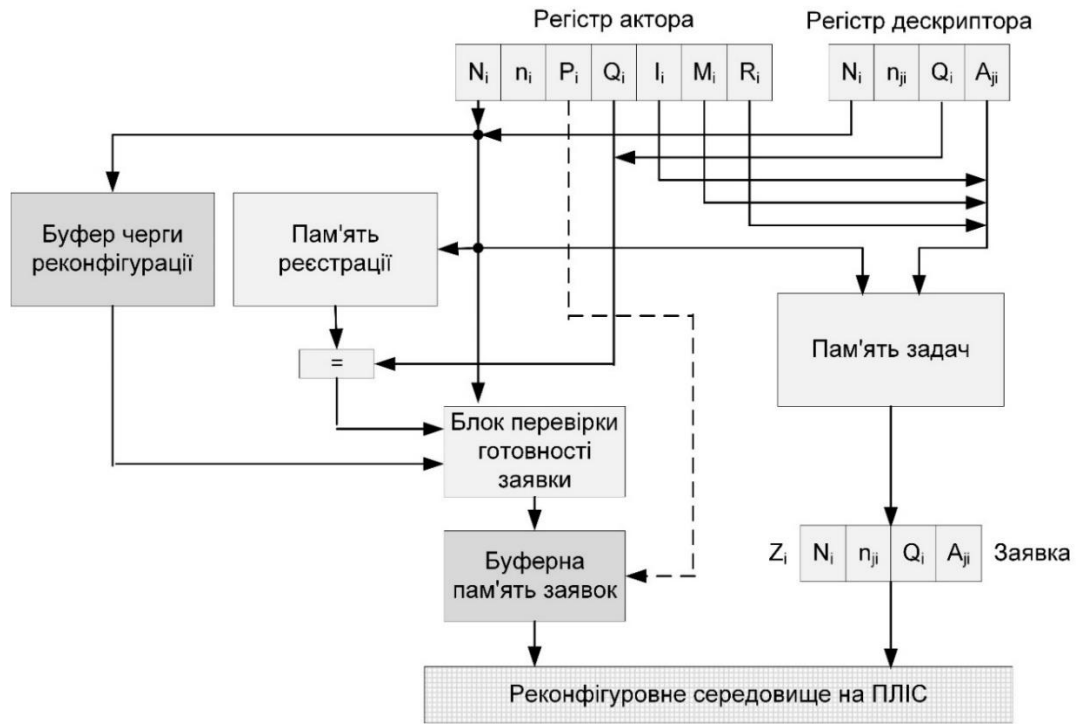 Регістр актора
Регістр дескриптора
Ni ni Pi Qi Ii Mi Ri
Ni nji Qi Aji
Буфер черги
реконфігурації
Пам'ять
реєстрації
=
Пам'ять задач
Блок перевірки
готовності
заявки
Буферна
пам'ять заявок
Zi Ni nji Qi Aji Заявка
Реконфігуровне середовище на ПЛІС